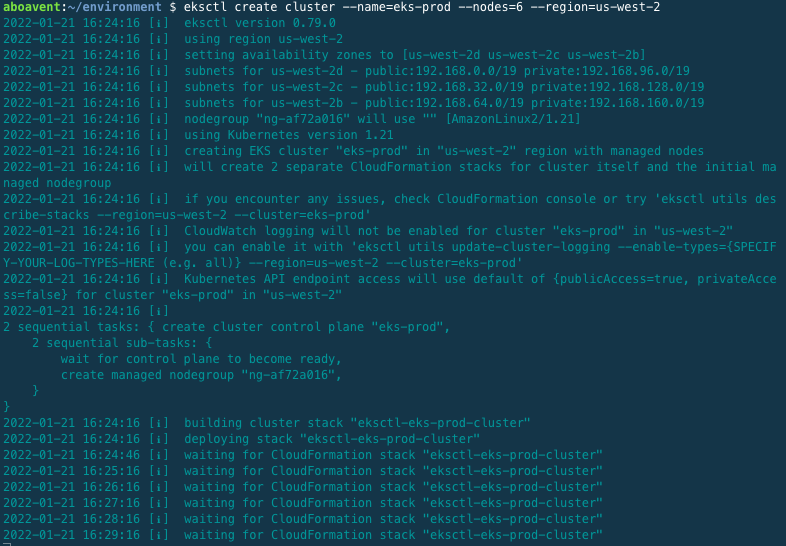 aboavent:~/environment $ eksctl create cluster --name=eks-prod --nodes=6 --region=us-west-2
2022-01-21 16:24:16 [ℹ]  eksctl version 0.79.0
2022-01-21 16:24:16 [ℹ]  using region us-west-2
2022-01-21 16:24:16 [ℹ]  setting availability zones to [us-west-2d us-west-2c us-west-2b]
2022-01-21 16:24:16 [ℹ]  subnets for us-west-2d - public:192.168.0.0/19 private:192.168.96.0/19
2022-01-21 16:24:16 [ℹ]  subnets for us-west-2c - public:192.168.32.0/19 private:192.168.128.0/19
2022-01-21 16:24:16 [ℹ]  subnets for us-west-2b - public:192.168.64.0/19 private:192.168.160.0/19
2022-01-21 16:24:16 [ℹ]  nodegroup "ng-af72a016" will use "" [AmazonLinux2/1.21]
2022-01-21 16:24:16 [ℹ]  using Kubernetes version 1.21
2022-01-21 16:24:16 [ℹ]  creating EKS cluster "eks-prod" in "us-west-2" region with managed nodes
2022-01-21 16:24:16 [ℹ]  will create 2 separate CloudFormation stacks for cluster itself and the initial ma
naged nodegroup
2022-01-21 16:24:16 [ℹ]  if you encounter any issues, check CloudFormation console or try 'eksctl utils des
cribe-stacks --region=us-west-2 --cluster=eks-prod'
2022-01-21 16:24:16 [ℹ]  CloudWatch logging will not be enabled for cluster "eks-prod" in "us-west-2"
2022-01-21 16:24:16 [ℹ]  you can enable it with 'eksctl utils update-cluster-logging --enable-types={SPECIF
Y-YOUR-LOG-TYPES-HERE (e.g. all)} --region=us-west-2 --cluster=eks-prod'
2022-01-21 16:24:16 [ℹ]  Kubernetes API endpoint access will use default of {publicAccess=true, privateAcce
ss=false} for cluster "eks-prod" in "us-west-2"
2022-01-21 16:24:16 [ℹ]
2 sequential tasks: { create cluster control plane "eks-prod",
    2 sequential sub-tasks: {
        wait for control plane to become ready,
        create managed nodegroup "ng-af72a016",
    }
}
2022-01-21 16:24:16 [ℹ]  building cluster stack "eksctl-eks-prod-cluster"
2022-01-21 16:24:16 [ℹ]  deploying stack "eksctl-eks-prod-cluster"
2022-01-21 16:24:46 [ℹ]  waiting for CloudFormation stack "eksctl-eks-prod-cluster"
2022-01-21 16:25:16 [ℹ]  waiting for CloudFormation stack "eksctl-eks-prod-cluster"
2022-01-21 16:26:16 [ℹ]  waiting for CloudFormation stack "eksctl-eks-prod-cluster"
2022-01-21 16:27:16 [ℹ]  waiting for CloudFormation stack "eksctl-eks-prod-cluster"
2022-01-21 16:28:16 [ℹ]  waiting for CloudFormation stack "eksctl-eks-prod-cluster"
2022-01-21 16:29:16 [ℹ]  waiting for CloudFormation stack "eksctl-eks-prod-cluster"